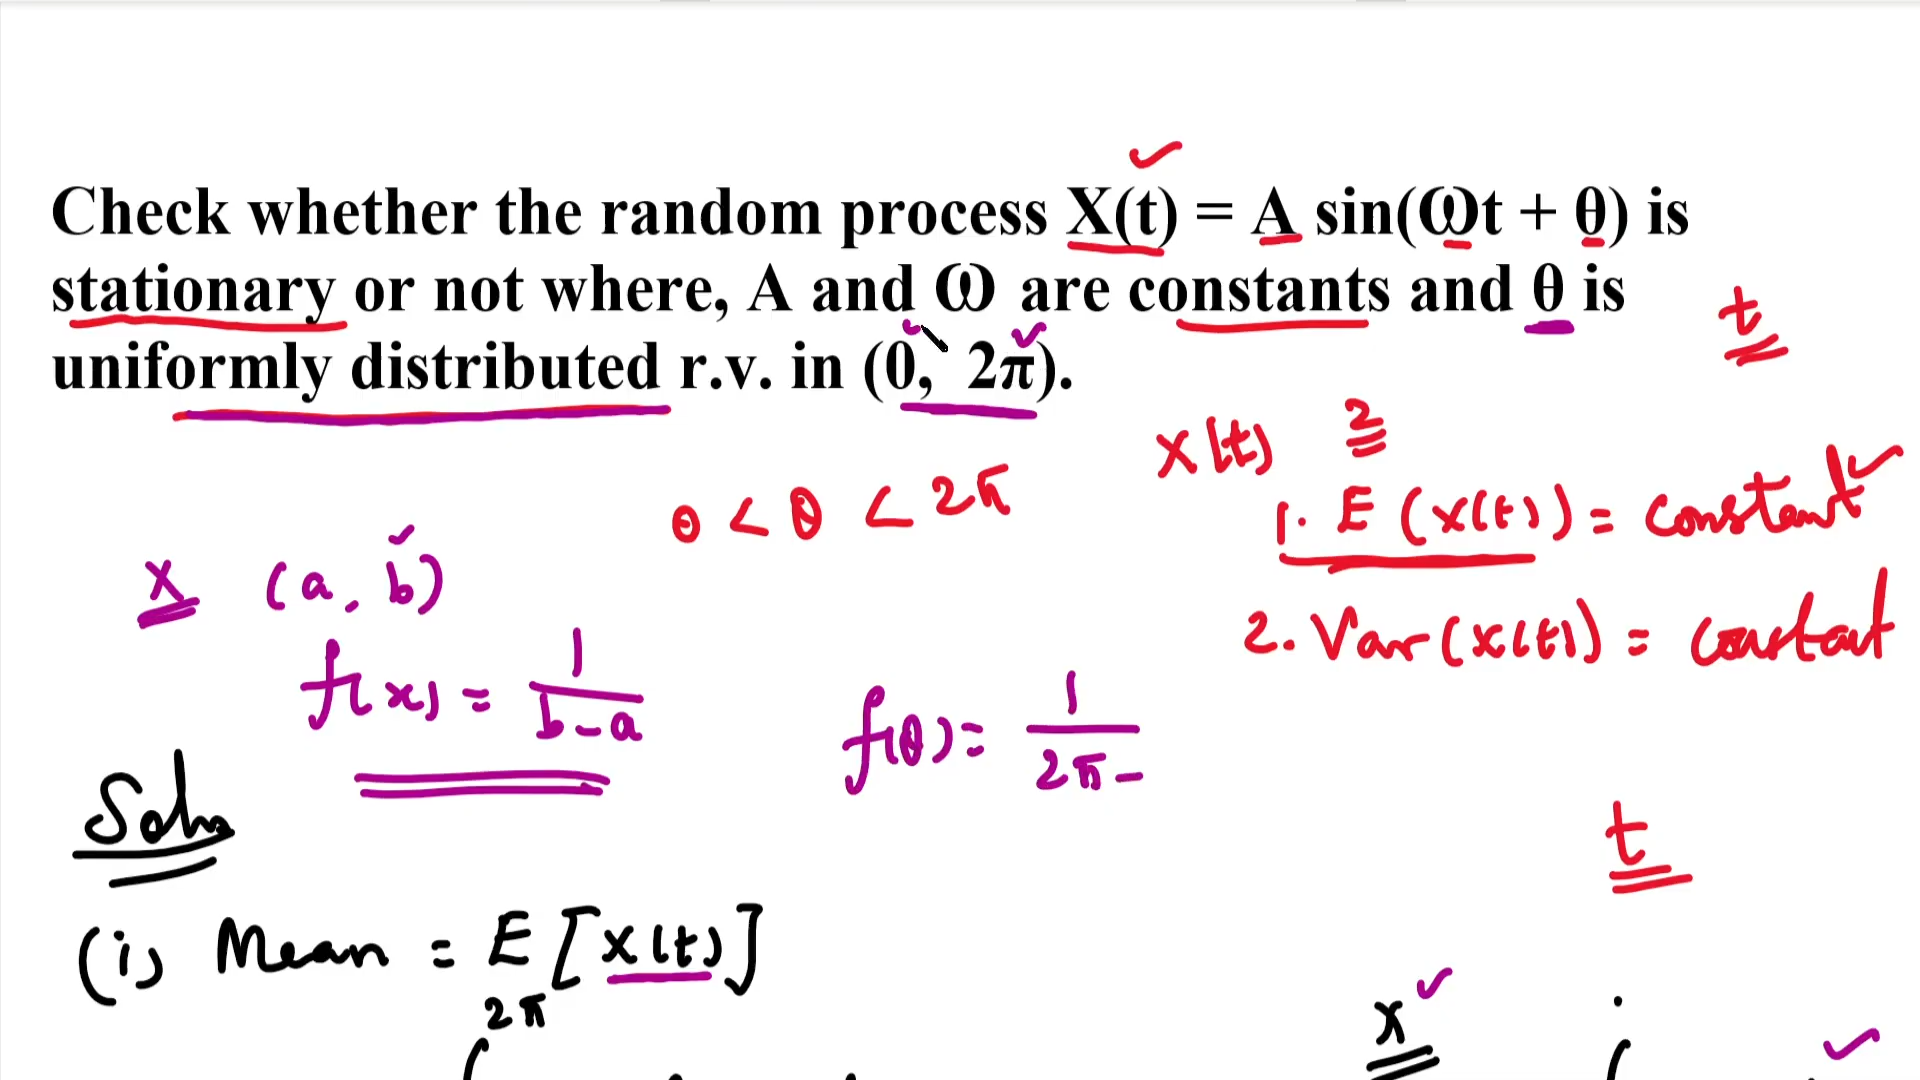 Check whether the random process X(t) = A sin(ωt + θ) is
stationary or not where, A and ω are constants and θ is
uniformly distributed r.v. in (0, 2π).
t
X(t) 2
0 < θ < 2π
1. E(X(t)) = constant
x (a, b)
2. Var(X(t)) = constant
f(x) = 1/b-a
f(θ) = 1/2π-
Soln
t
(i) Mean = E[X(t)]
2π
x